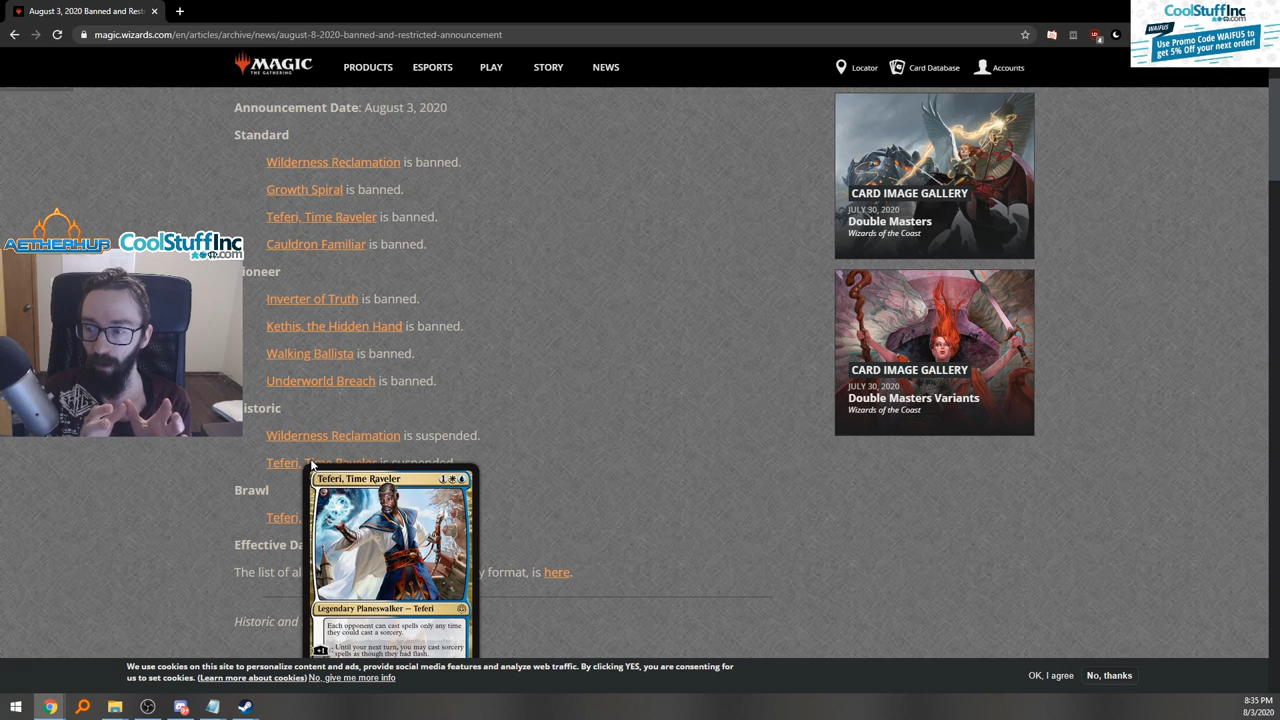 August 3, 2020 Banned and Restr
magic.wizards.com/en/articles/archive/news/august-8-2020-banned-and-restricted-announcement
CoolStuffInc
.com
WAIFU5
Use Promo Code WAIFU5 to
get 5% Off your next order!
MAGIC
THE GATHERING
PRODUCTS
ESPORTS
PLAY
STORY
NEWS
Locator
Card Database
Accounts
Announcement Date: August 3, 2020
Standard
Wilderness Reclamation is banned.
Growth Spiral is banned.
Teferi, Time Raveler is banned.
Cauldron Familiar is banned.
ioneer
Inverter of Truth is banned.
Kethis, the Hidden Hand is banned.
Walking Ballista is banned.
Underworld Breach is banned.
istoric
Wilderness Reclamation is suspended.
Teferi, Time Raveler is suspended.
Brawl
Teferi,
Effective Da
The list of al
y format, is here.
Historic and
CARD IMAGE GALLERY
JULY 30, 2020
Double Masters
Wizards of the Coast
CARD IMAGE GALLERY
JULY 30, 2020
Double Masters Variants
Wizards of the Coast
AETHERHUB
CoolStuffInc
.com
Teferi, Time Raveler
1
Legendary Planeswalker — Teferi
Each opponent can cast spells only any time
they could cast a sorcery.
+1
: Until your next turn, you may cast sorcery
spells as though they had flash.
We use cookies on this site to personalize content and ads, provide social media features and analyze web traffic. By clicking YES, you are consenting for
us to set cookies. (Learn more about cookies) No, give me more info
OK, I agree
No, thanks
8:35 PM
8/3/2020